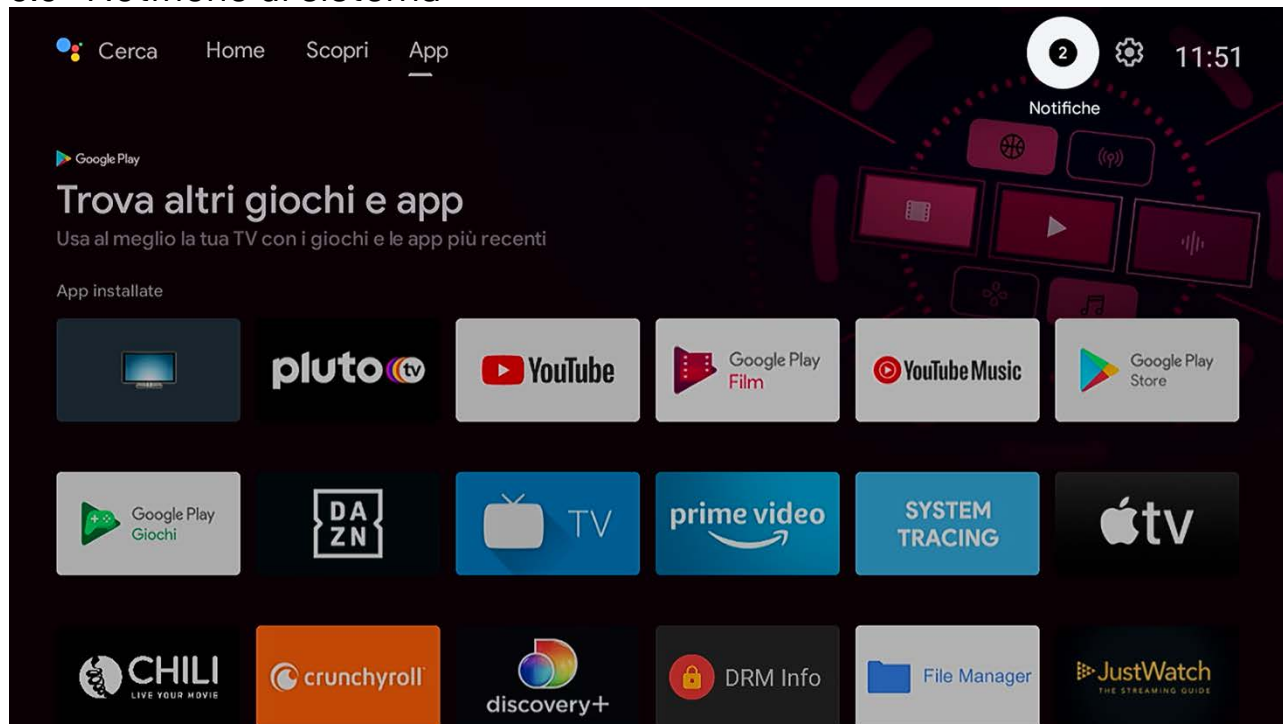 Cerca Home Scopri App 2 11:51
Notifiche
Google Play
Trova altri giochi e app
Usa al meglio la tua TV con i giochi e le app più recenti
App installate
pluto tv YouTube Google Play Film YouTube Music Google Play Store
Google Play Giochi DAZN TV prime video SYSTEM TRACING tv
CHILI LIVE YOUR MOVIE crunchyroll discovery+ DRM Info File Manager JustWatch THE STREAMING GUIDE